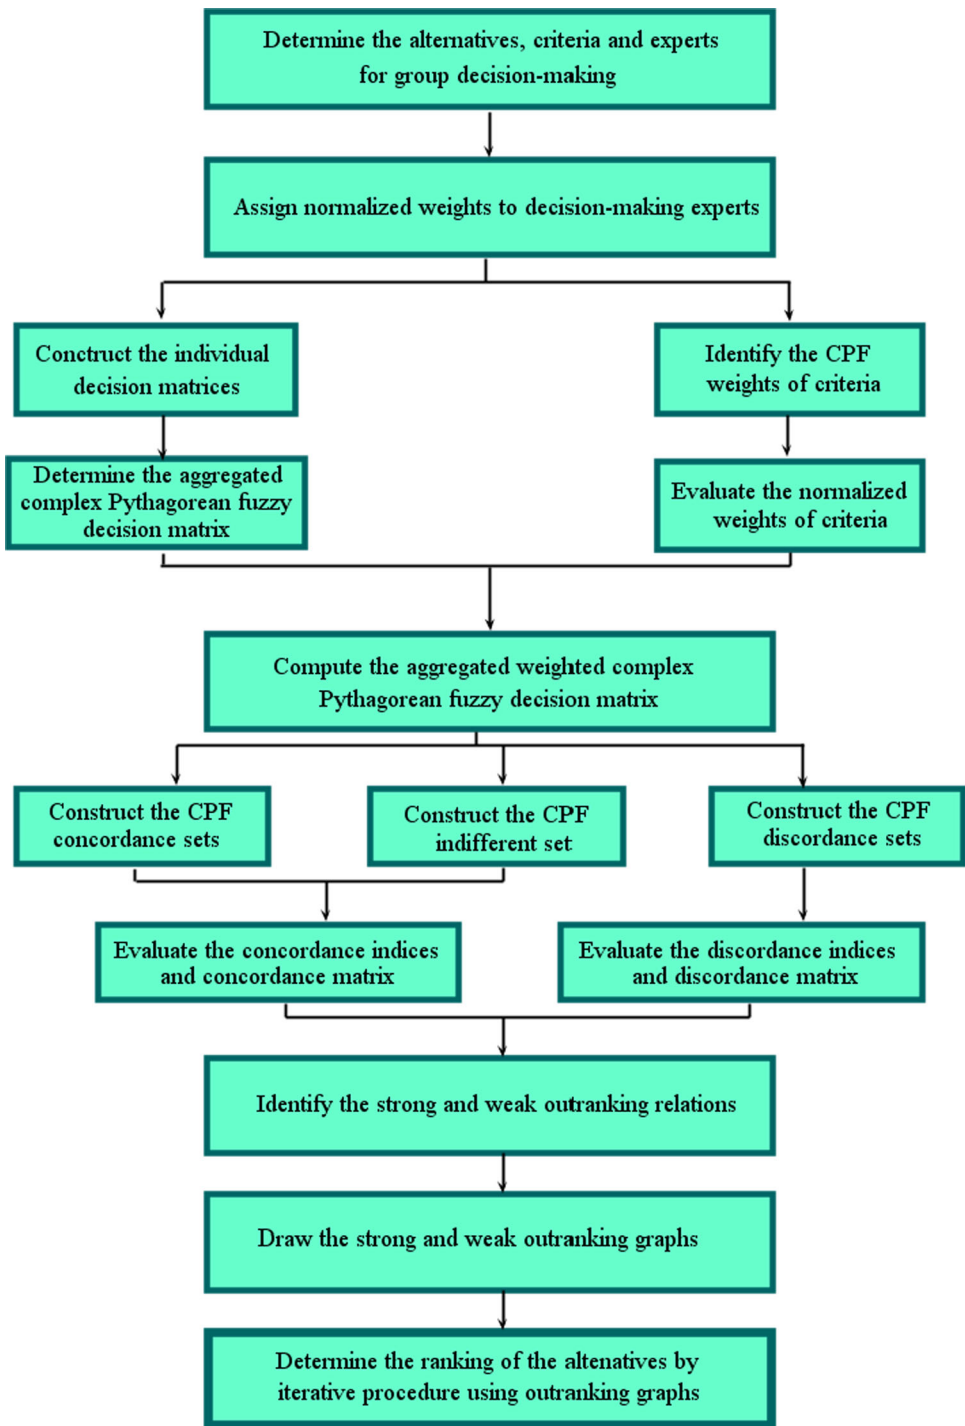 Determine the alternatives, criteria and experts
for group decision-making
Assign normalized weights to decision-making experts
Conctruct the individual
decision matrices
Identify the CPF
weights of criteria
Determine the aggregated
complex Pythagorean fuzzy
decision matrix
Evaluate the normalized
weights of criteria
Compute the aggregated weighted complex
Pythagorean fuzzy decision matrix
Construct the CPF
concordance sets
Construct the CPF
indifferent set
Construct the CPF
discordance sets
Evaluate the concordance indices
and concordance matrix
Evaluate the discordance indices
and discordance matrix
Identify the strong and weak outranking relations
Draw the strong and weak outranking graphs
Determine the ranking of the altenatives by
iterative procedure using outranking graphs